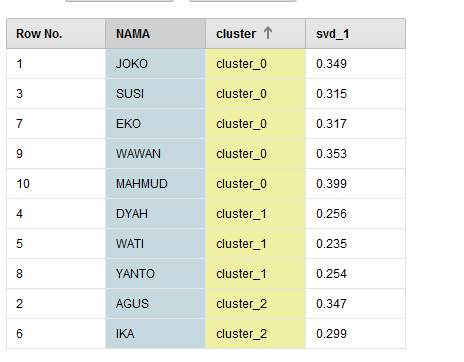 Row No. NAMA cluster ↑ svd_1
1 JOKO cluster_0 0.349
3 SUSI cluster_0 0.315
7 EKO cluster_0 0.317
9 WAWAN cluster_0 0.353
10 MAHMUD cluster_0 0.399
4 DYAH cluster_1 0.256
5 WATI cluster_1 0.235
8 YANTO cluster_1 0.254
2 AGUS cluster_2 0.347
6 IKA cluster_2 0.299